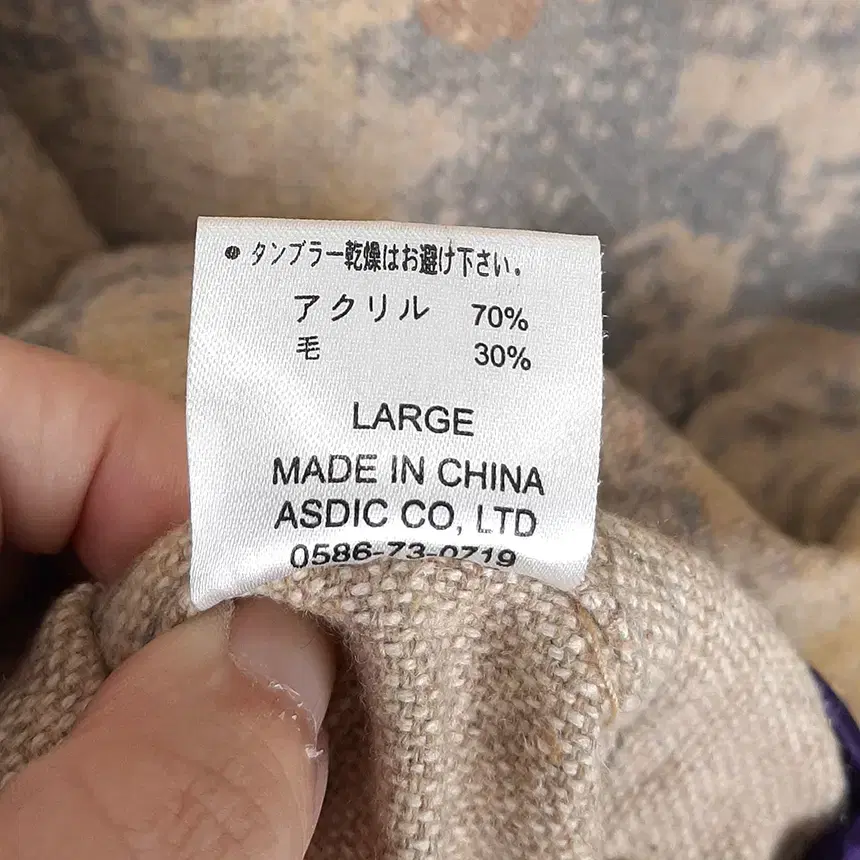 ● タンブラー乾燥はお避け下さい。
アクリル 70%
毛 30%
LARGE
MADE IN CHINA
ASDIC CO, LTD
0586-73-0719